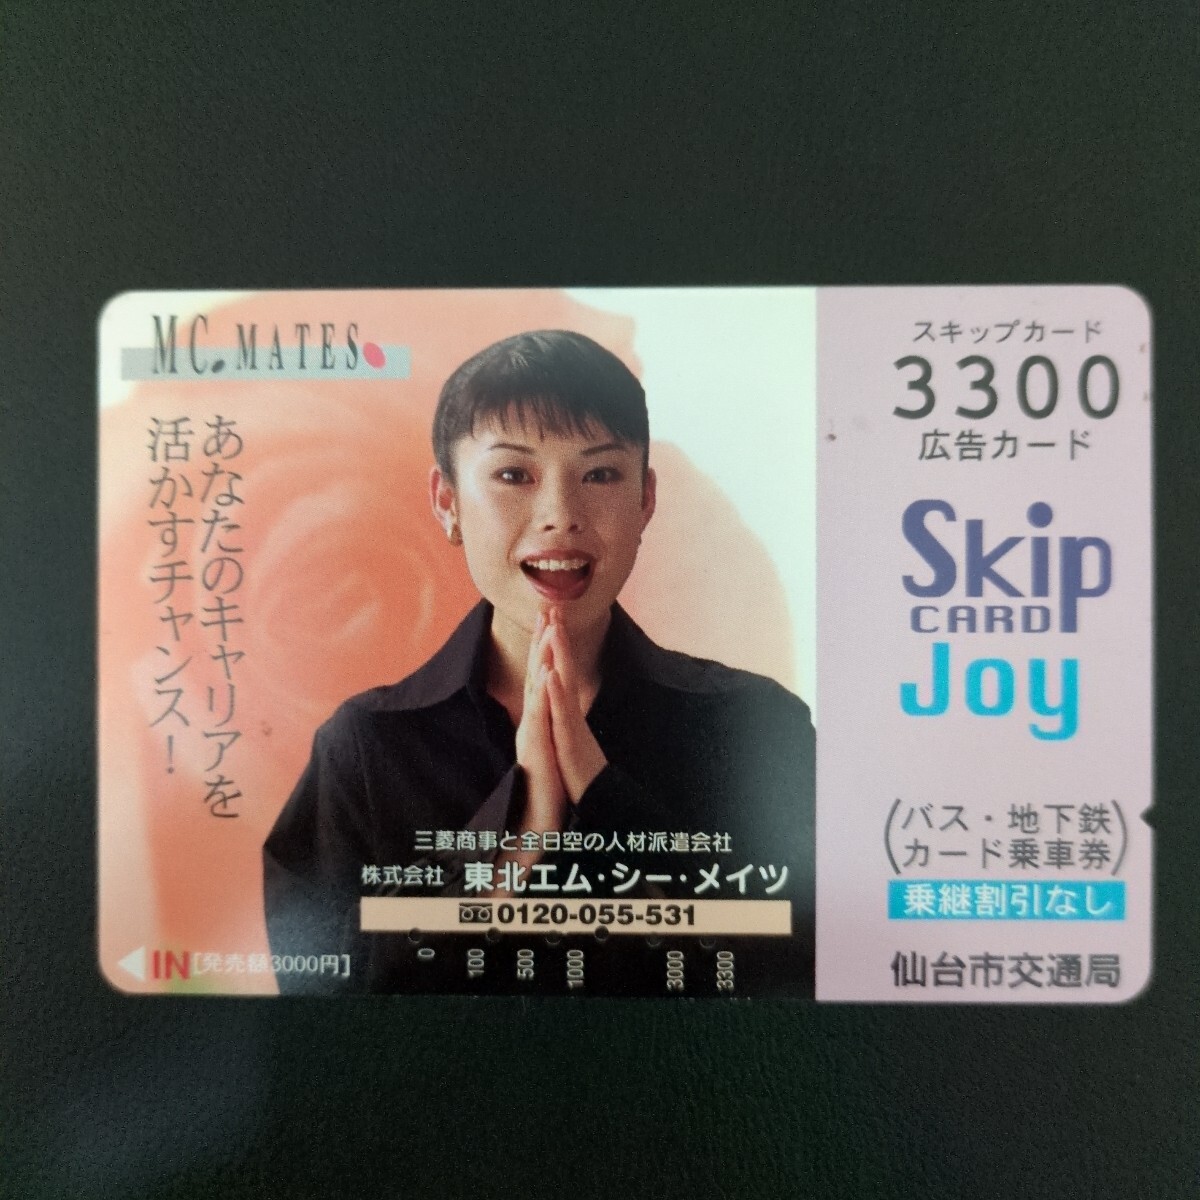 MC. MATES.
あなたのキャリアを
活かすチャンス!
三菱商事と全日空の人材派遣会社
株式会社 東北エム・シー・メイツ
0120-055-531
0 100 500 1000 3000 3300
IN [発売額3000円]
スキップカード
3300
広告カード
Skip
CARD
Joy
(バス・地下鉄
カード乗車券)
乗継割引なし
仙台市交通局